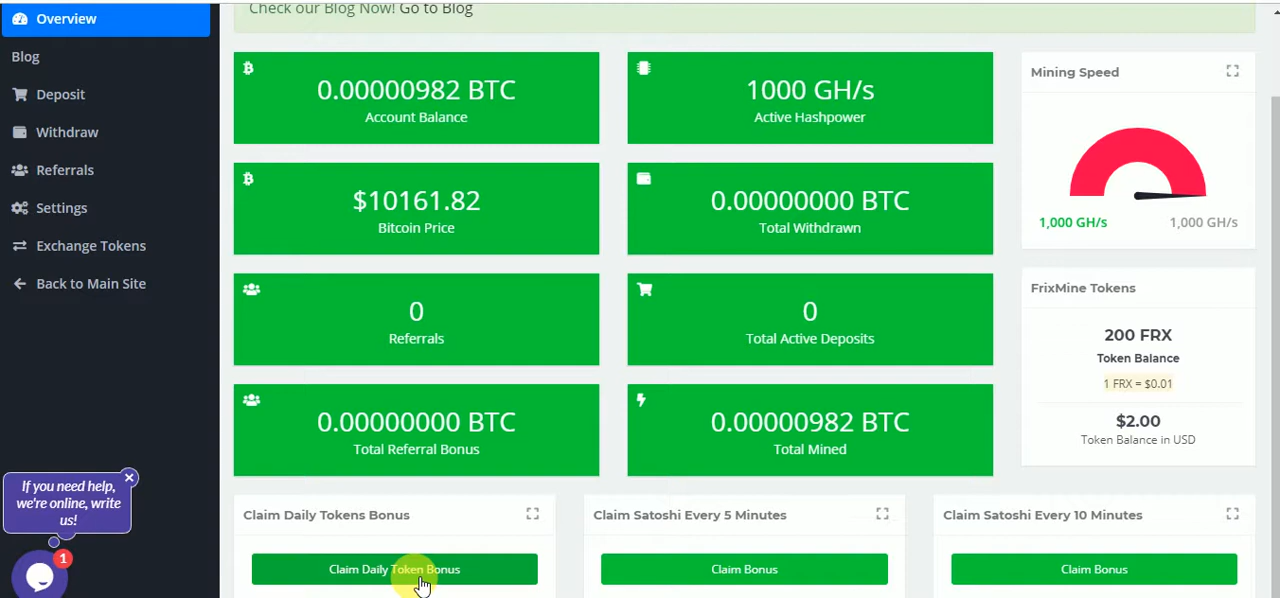 Check our Blog Now! Go to Blog
Overview
Blog
Deposit
Withdraw
Referrals
Settings
Exchange Tokens
Back to Main Site
0.00000982 BTC
Account Balance
1000 GH/s
Active Hashpower
$10161.82
Bitcoin Price
0.00000000 BTC
Total Withdrawn
0
Referrals
0
Total Active Deposits
0.00000000 BTC
Total Referral Bonus
0.00000982 BTC
Total Mined
Mining Speed
1,000 GH/s
1,000 GH/s
FrixMine Tokens
200 FRX
Token Balance
1 FRX = $0.01
$2.00
Token Balance in USD
Claim Daily Tokens Bonus
Claim Daily Token Bonus
Claim Satoshi Every 5 Minutes
Claim Bonus
Claim Satoshi Every 10 Minutes
Claim Bonus
If you need help,
we're online, write
us!
1